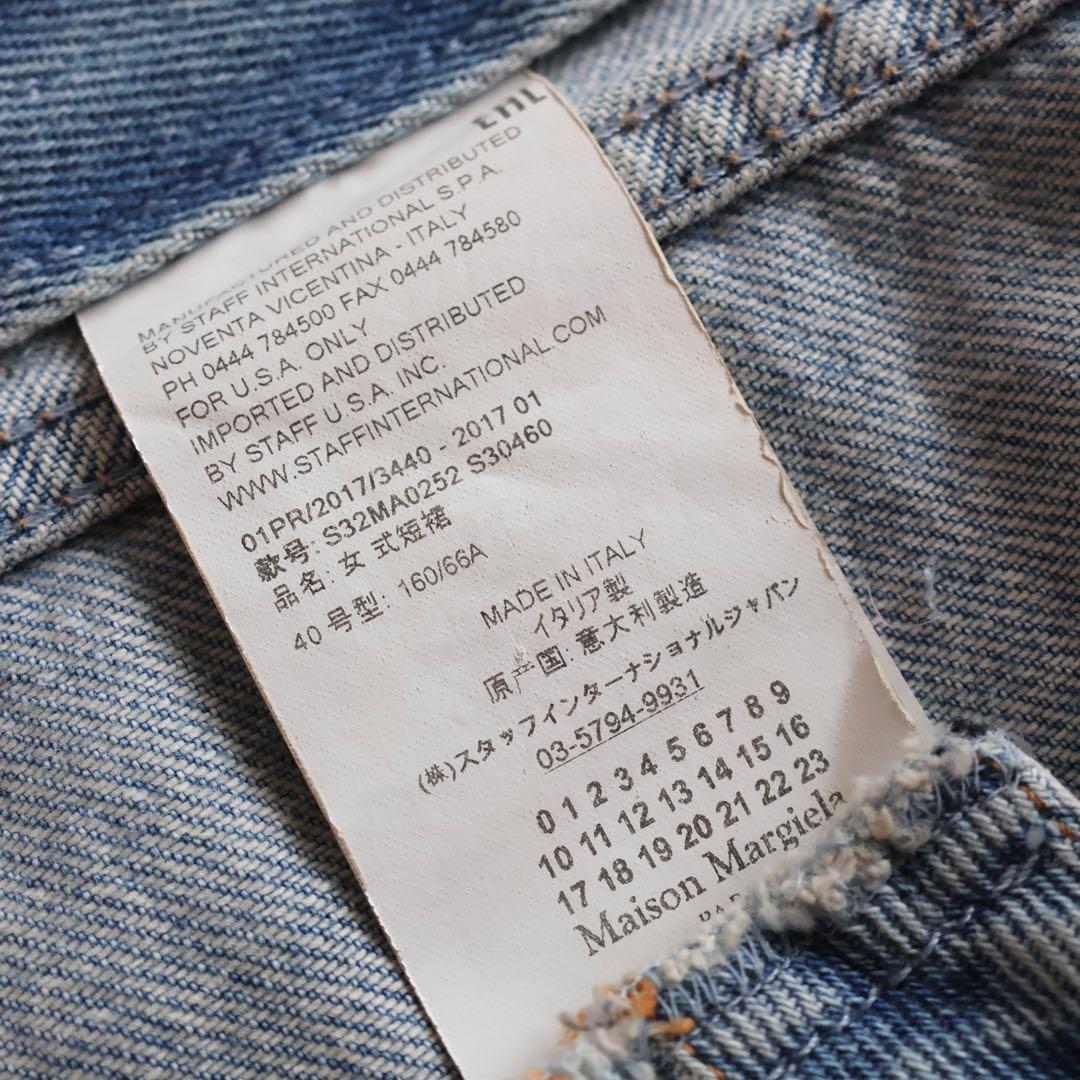 MANUFACTURED AND DISTRIBUTED
BY STAFF INTERNATIONAL S.P.A.
NOVENTA VICENTINA - ITALY
PH 0444 784500 FAX 0444 784580
FOR U.S.A. ONLY
IMPORTED AND DISTRIBUTED
BY STAFF U.S.A. INC.
WWW.STAFFINTERNATIONAL.COM
01PR/2017/3440 - 2017 01
款号: S32MA0252 S30460
品名: 女 式短裙
40 号型: 160/66A
MADE IN ITALY
イタリア製
原产国: 意大利製造
(株)スタッフインターナショナルジャパン
03-5794-9931
0 1 2 3 4 5 6 7 8 9
10 11 12 13 14 15 16
17 18 19 20 21 22 23
Maison Margiela